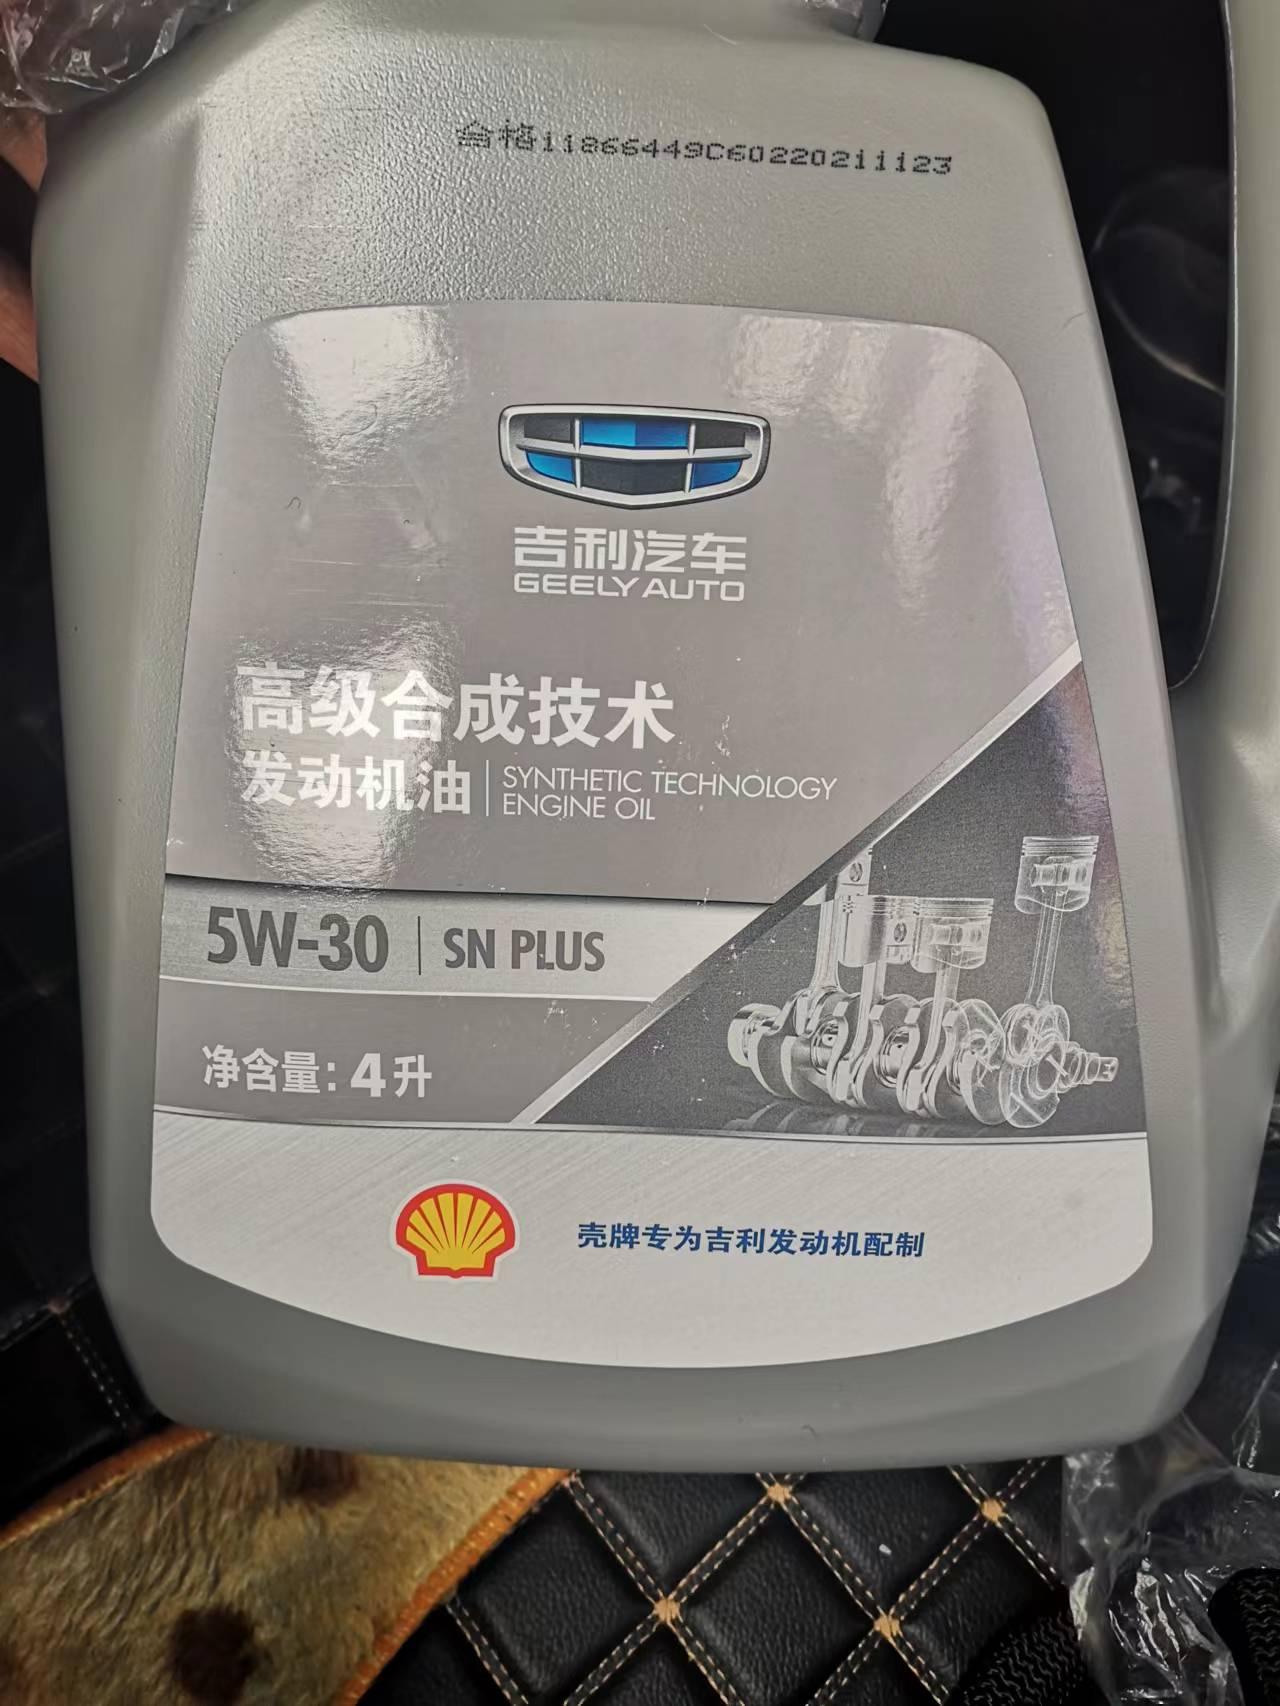 合格11866449C60220211123
吉利汽车
GEELY AUTO
高级合成技术
发动机油 | SYNTHETIC TECHNOLOGY
ENGINE OIL
5W-30 | SN PLUS
净含量:4升
壳牌专为吉利发动机配制